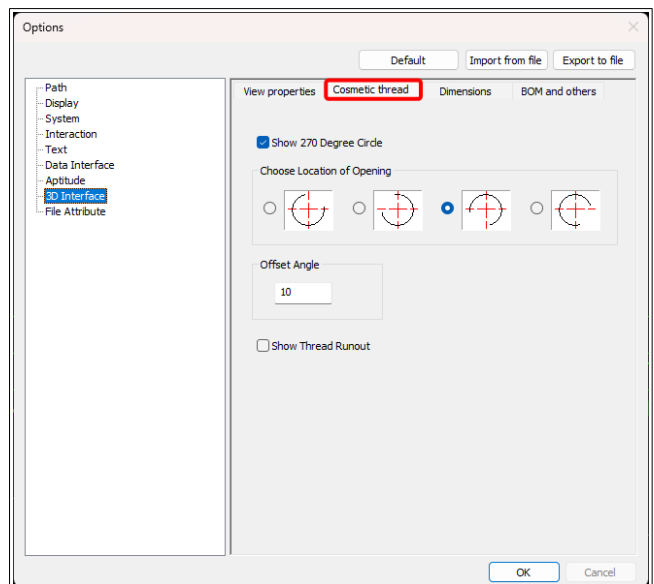 Options
Default
Import from file
Export to file
Path
Display
System
Interaction
Text
Data Interface
Aptitude
3D Interface
File Attribute
View properties
Cosmetic thread
Dimensions
BOM and others
Show 270 Degree Circle
Choose Location of Opening
Offset Angle
10
Show Thread Runout
OK
Cancel